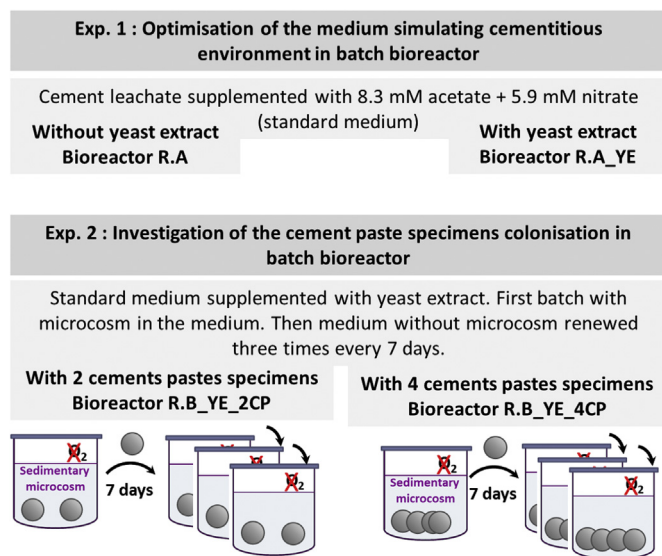 Exp. 1 : Optimisation of the medium simulating cementitious
environment in batch bioreactor
Cement leachate supplemented with 8.3 mM acetate + 5.9 mM nitrate
(standard medium)
Without yeast extract
Bioreactor R.A
With yeast extract
Bioreactor R.A_YE
Exp. 2 : Investigation of the cement paste specimens colonisation in
batch bioreactor
Standard medium supplemented with yeast extract. First batch with
microcosm in the medium. Then medium without microcosm renewed
three times every 7 days.
With 2 cements pastes specimens
Bioreactor R.B_YE_2CP
O2
Sedimentary
microcosm
7 days
O2
With 4 cements pastes specimens
Bioreactor R.B_YE_4CP
O2
Sedimentary
microcosm
7 days
O2